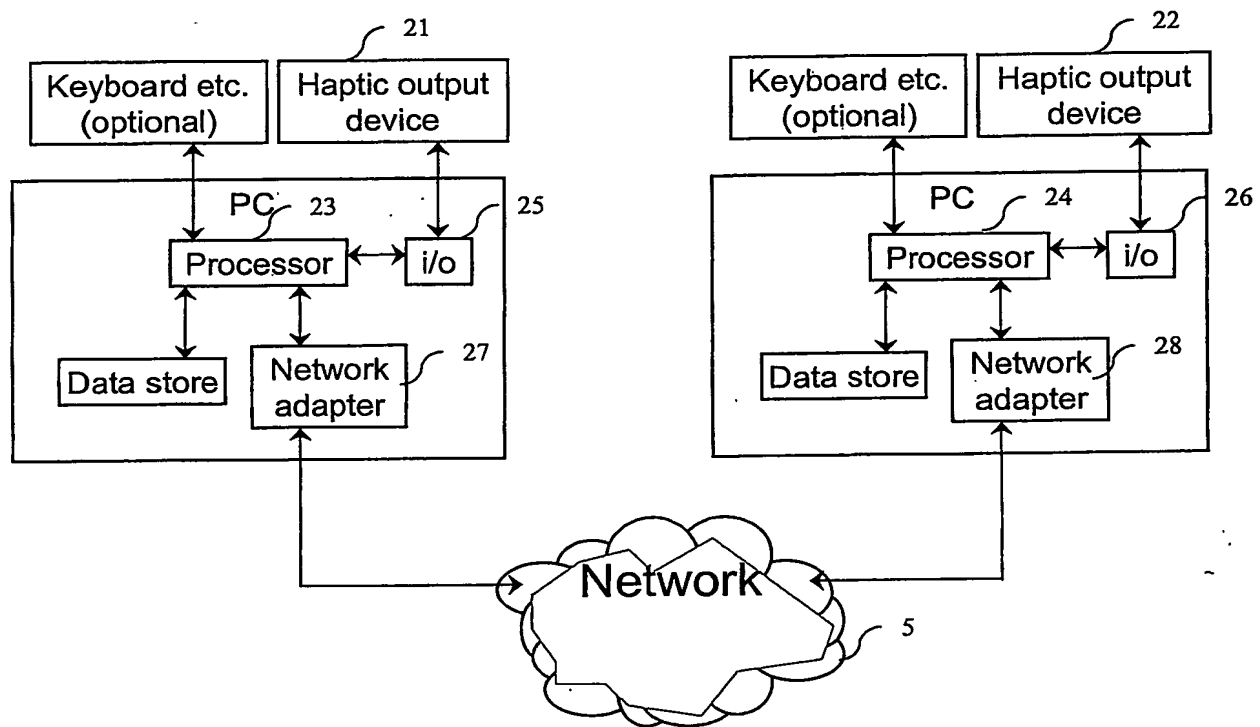 21
22
Keyboard etc.
(optional)
Haptic output
device
Keyboard etc.
(optional)
Haptic output
device
PC
23
25
PC
24
26
Processor
i/o
Processor
i/o
27
28
Data store
Network
adapter
Data store
Network
adapter
Network
5